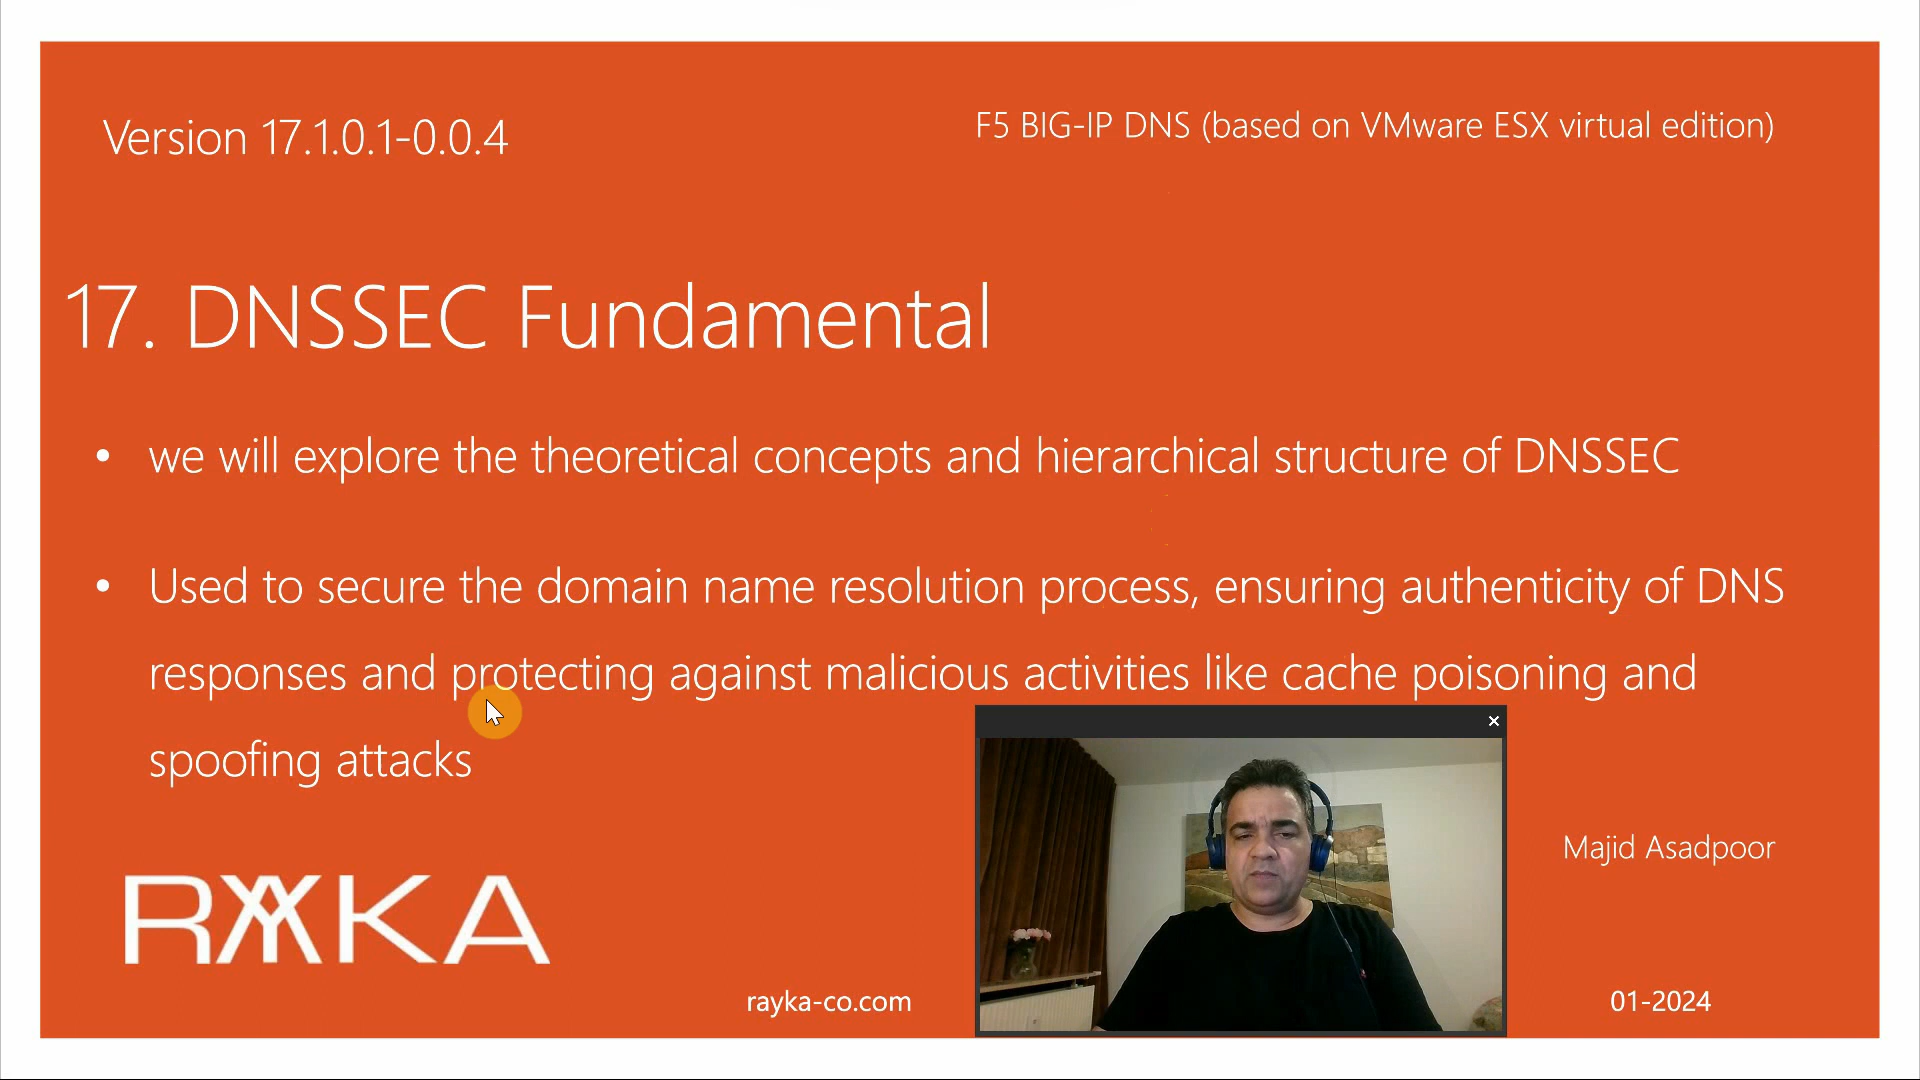 Version 17.1.0.1-0.0.4
F5 BIG-IP DNS (based on VMware ESX virtual edition)
17. DNSSEC Fundamental
• we will explore the theoretical concepts and hierarchical structure of DNSSEC
• Used to secure the domain name resolution process, ensuring authenticity of DNS
responses and protecting against malicious activities like cache poisoning and
spoofing attacks
Majid Asadpoor
RAYKA
rayka-co.com
01-2024